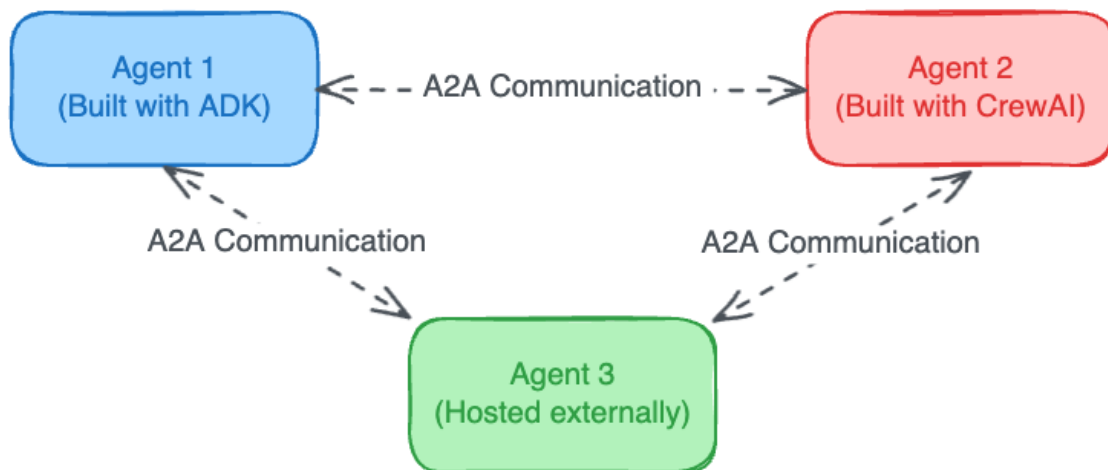 Agent 1
(Built with ADK)
A2A Communication
Agent 2
(Built with CrewAI)
A2A Communication
A2A Communication
Agent 3
(Hosted externally)